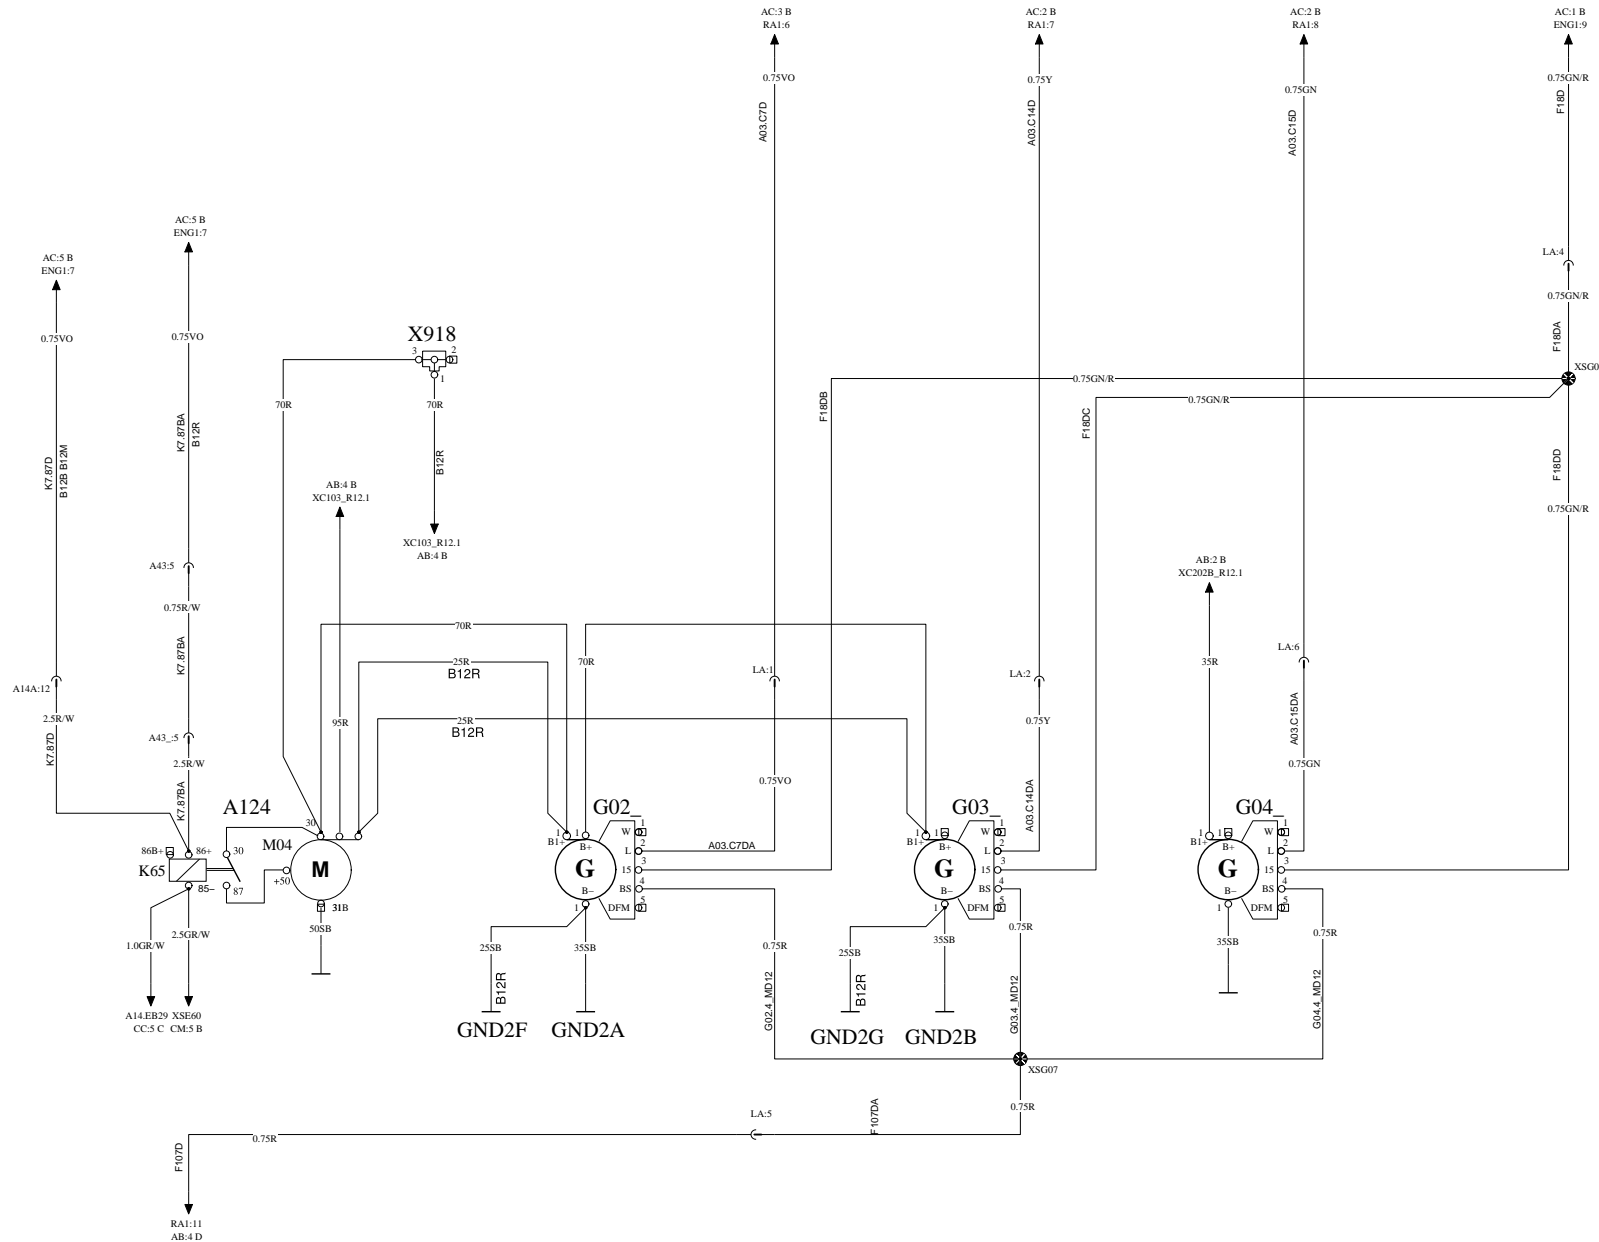 AC:3 B
RA1:6
AC:2 B
RA1:7
AC:2 B
RA1:8
AC:1 B
ENG1:9
0.75VO
0.75Y
0.75GN
0.75GN/R
A03.C7D
A03.C14D
A03.C15D
F18D
AC:5 B
ENG1:7
AC:5 B
ENG1:7
LA:4
0.75GN/R
0.75VO
0.75VO
F18DA
X918
3
2
1
XSG0
0.75GN/R
0.75GN/R
70R
70R
F18DB
F18DC
K7.87BA
B12R
B12R
K7.87D
B12B B12M
F18DD
0.75GN/R
AB:4 B
XC103_R12.1
XC103_R12.1
AB:4 B
AB:2 B
XC202B_R12.1
A43:5
0.75R/W
K7.87BA
70R
25R
B12R
70R
35R
LA:1
LA:2
LA:6
A14A:12
2.5R/W
K7.87D
A43_:5
2.5R/W
K7.87BA
95R
25R
B12R
0.75Y
A03.C15DA
0.75GN
0.75VO
A03.C14DA
A124
G02_
G03_
G04_
30
M04
M
+50
31B
50SB
86B+
86+
K65
85-
30
87
1
1
B1+
B+
G
B-
1
W
1
L
2
15
3
BS
4
DFM
5
A03.C7DA
1
B1+
B+
G
B-
1
W
1
L
2
15
3
BS
4
DFM
5
1
1
B1+
B+
G
B-
1
W
1
L
2
15
3
BS
4
DFM
5
1.0GR/W
2.5GR/W
25SB
B12R
35SB
0.75R
G02.4_MD12
25SB
B12R
35SB
0.75R
G03.4_MD12
35SB
0.75R
G04.4_MD12
A14.EB29
CC:5 C
XSE60
CM:5 B
GND2F
GND2A
GND2G
GND2B
XSG07
0.75R
LA:5
F107DA
0.75R
F107D
RA1:11
AB:4 D